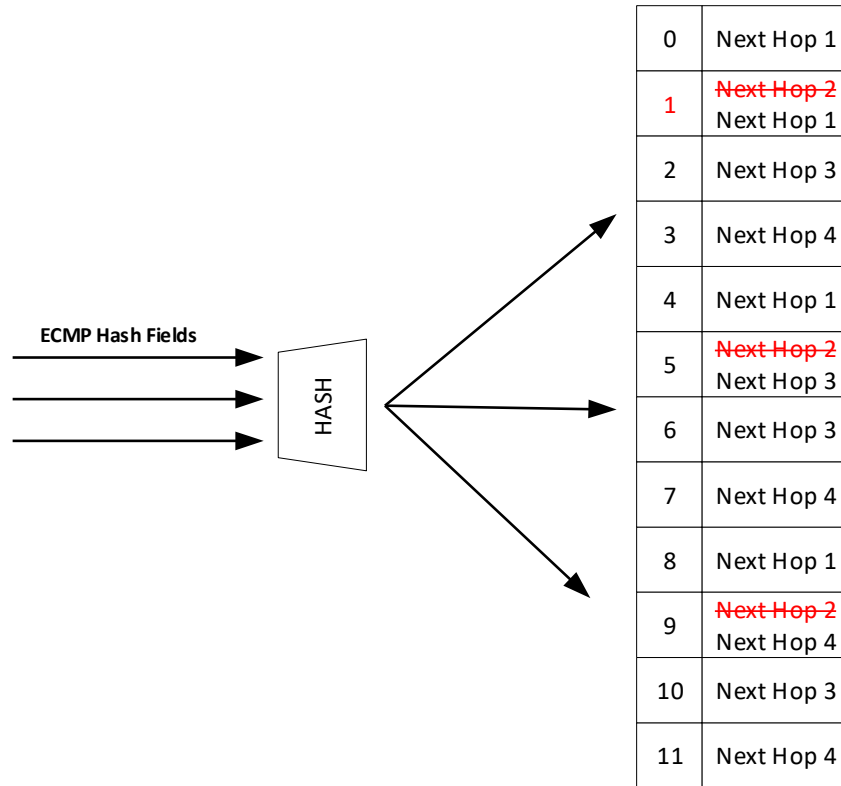 0 Next Hop 1
1 Next Hop 2
Next Hop 1
2 Next Hop 3
3 Next Hop 4
4 Next Hop 1
5 Next Hop 2
Next Hop 3
6 Next Hop 3
7 Next Hop 4
8 Next Hop 1
9 Next Hop 2
Next Hop 4
10 Next Hop 3
11 Next Hop 4
ECMP Hash Fields
HASH